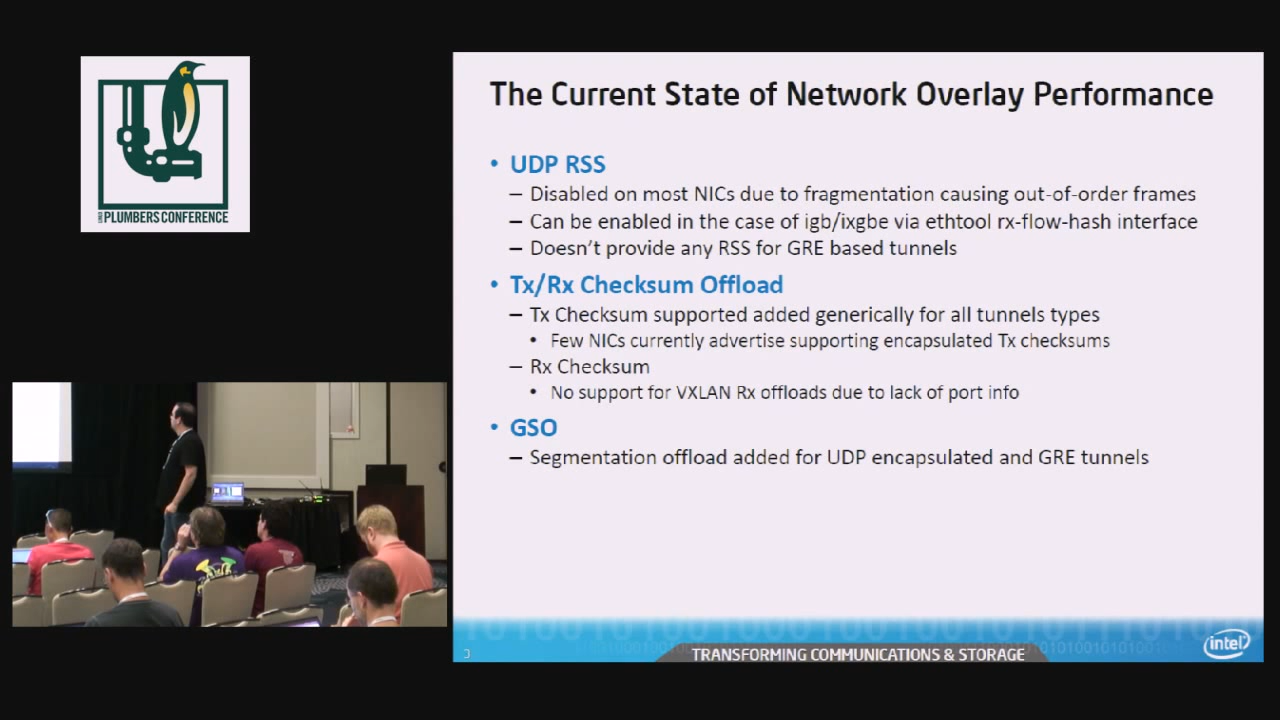 LINUX PLUMBERS CONFERENCE
The Current State of Network Overlay Performance
• UDP RSS
– Disabled on most NICs due to fragmentation causing out-of-order frames
– Can be enabled in the case of igb/ixgbe via ethtool rx-flow-hash interface
– Doesn't provide any RSS for GRE based tunnels
• Tx/Rx Checksum Offload
– Tx Checksum supported added generically for all tunnels types
• Few NICs currently advertise supporting encapsulated Tx checksums
– Rx Checksum
• No support for VXLAN Rx offloads due to lack of port info
• GSO
– Segmentation offload added for UDP encapsulated and GRE tunnels
3
TRANSFORMING COMMUNICATIONS & STORAGE
intel